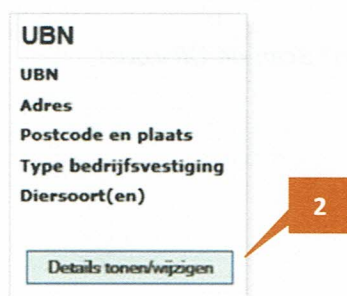 UBN
UBN
Adres
Postcode en plaats
Type bedrijfsvestiging
Diersoort(en)
2
Details tonen/wijzigen